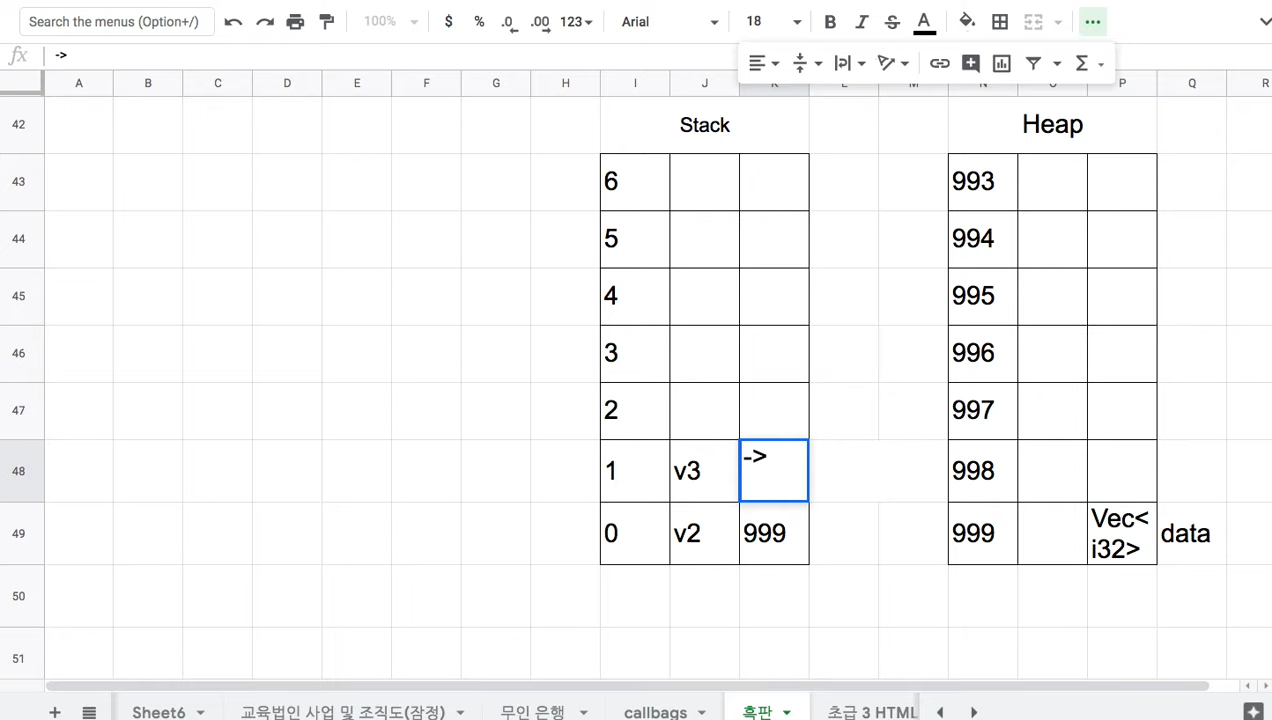 Search the menus (Option+/) 100% $ % .0 .00 123 Arial 18 B I S A
fx ->
A B C D E F G H I J K L M N O P Q R
42 Stack Heap
43 6 993
44 5 994
45 4 995
46 3 996
47 2 997
48 1 v3 -> 998
49 0 v2 999 999 Vec< data
i32>
50
51
+ Sheet6 교육법인 사업 및 조직도(잠정) 무인 은행 callbags 흑판 초급 3 HTML